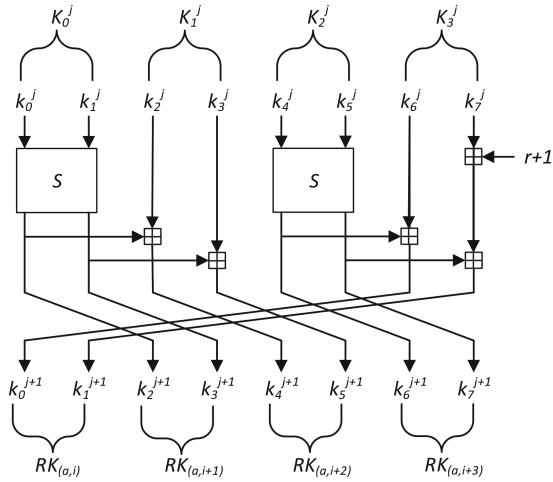 K₀ʲ K₁ʲ K₂ʲ K₃ʲ
k₀ʲ k₁ʲ k₂ʲ k₃ʲ k₄ʲ k₅ʲ k₆ʲ k₇ʲ
r+1
S S
k₀ʲ⁺¹ k₁ʲ⁺¹ k₂ʲ⁺¹ k₃ʲ⁺¹ k₄ʲ⁺¹ k₅ʲ⁺¹ k₆ʲ⁺¹ k₇ʲ⁺¹
RK(a,i) RK(a,i+1) RK(a,i+2) RK(a,i+3)